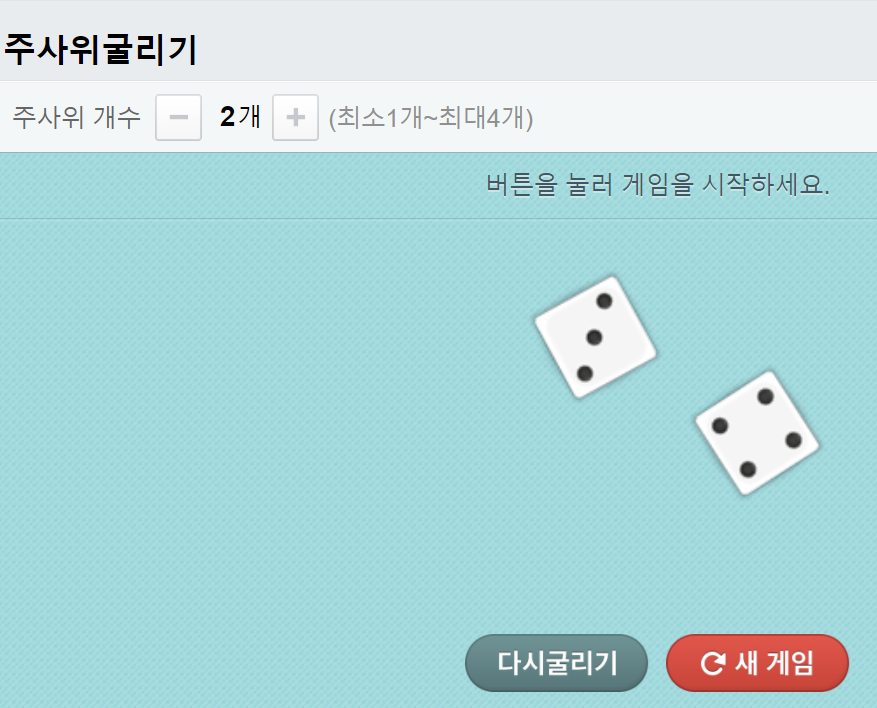 주사위굴리기
주사위 개수 − 2개 + (최소1개~최대4개)
버튼을 눌러 게임을 시작하세요.
다시굴리기 새 게임